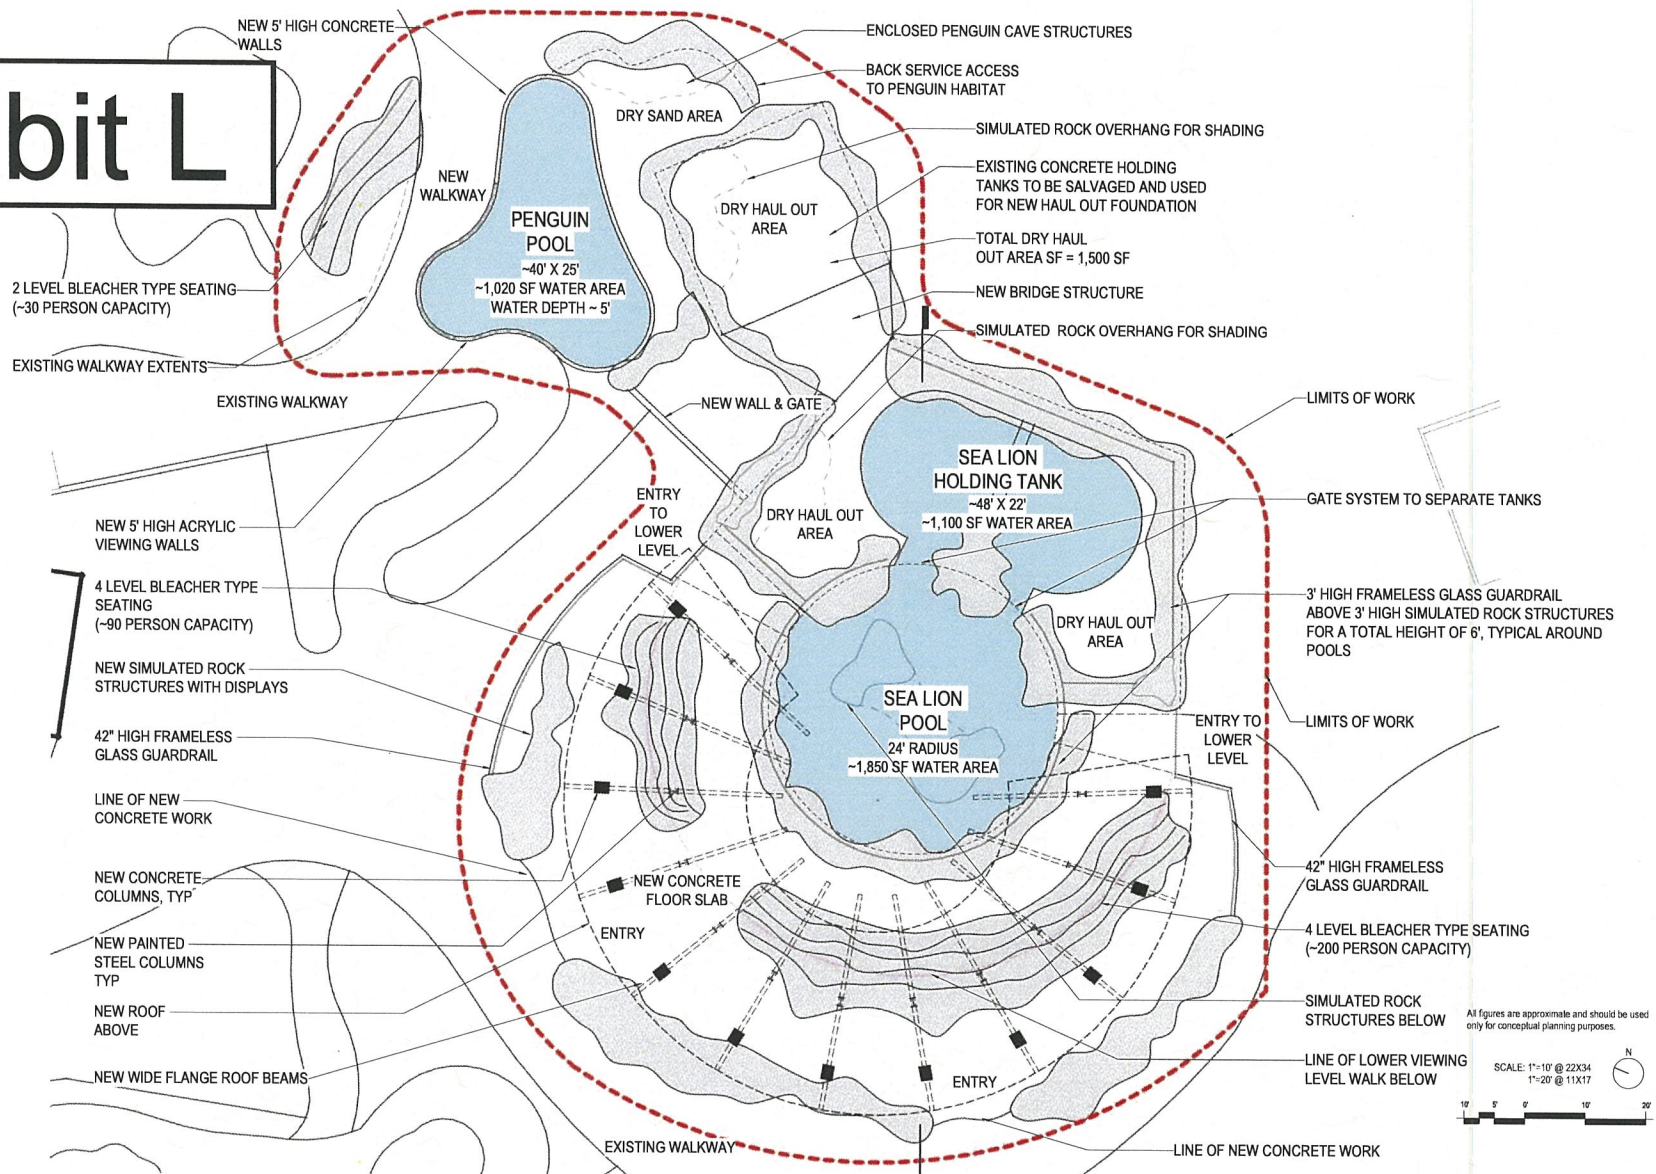 bit L
NEW 5' HIGH CONCRETE
WALLS
ENCLOSED PENGUIN CAVE STRUCTURES
BACK SERVICE ACCESS
TO PENGUIN HABITAT
DRY SAND AREA
SIMULATED ROCK OVERHANG FOR SHADING
NEW
WALKWAY
EXISTING CONCRETE HOLDING
TANKS TO BE SALVAGED AND USED
FOR NEW HAUL OUT FOUNDATION
DRY HAUL OUT
AREA
PENGUIN
POOL
~40' X 25'
~1,020 SF WATER AREA
WATER DEPTH ~ 5'
TOTAL DRY HAUL
OUT AREA SF = 1,500 SF
NEW BRIDGE STRUCTURE
2 LEVEL BLEACHER TYPE SEATING
(~30 PERSON CAPACITY)
SIMULATED ROCK OVERHANG FOR SHADING
EXISTING WALKWAY EXTENTS
EXISTING WALKWAY
NEW WALL & GATE
LIMITS OF WORK
SEA LION
HOLDING TANK
~48' X 22'
~1,100 SF WATER AREA
GATE SYSTEM TO SEPARATE TANKS
ENTRY
TO
LOWER
LEVEL
DRY HAUL OUT
AREA
NEW 5' HIGH ACRYLIC
VIEWING WALLS
4 LEVEL BLEACHER TYPE
SEATING
(~90 PERSON CAPACITY)
3' HIGH FRAMELESS GLASS GUARDRAIL
ABOVE 3' HIGH SIMULATED ROCK STRUCTURES
FOR A TOTAL HEIGHT OF 6', TYPICAL AROUND
POOLS
DRY HAUL OUT
AREA
NEW SIMULATED ROCK
STRUCTURES WITH DISPLAYS
SEA LION
POOL
24' RADIUS
~1,850 SF WATER AREA
LIMITS OF WORK
ENTRY TO
LOWER
LEVEL
42" HIGH FRAMELESS
GLASS GUARDRAIL
LINE OF NEW
CONCRETE WORK
42" HIGH FRAMELESS
GLASS GUARDRAIL
NEW CONCRETE
COLUMNS, TYP
NEW CONCRETE
FLOOR SLAB
ENTRY
4 LEVEL BLEACHER TYPE SEATING
(~200 PERSON CAPACITY)
NEW PAINTED
STEEL COLUMNS
TYP
NEW ROOF
ABOVE
SIMULATED ROCK
STRUCTURES BELOW
All figures are approximate and should be used
only for conceptual planning purposes.
LINE OF LOWER VIEWING
LEVEL WALK BELOW
NEW WIDE FLANGE ROOF BEAMS
ENTRY
N
SCALE: 1"=10' @ 22X34
1"=20' @ 11X17
10' 5' 0' 10' 20'
EXISTING WALKWAY
LINE OF NEW CONCRETE WORK